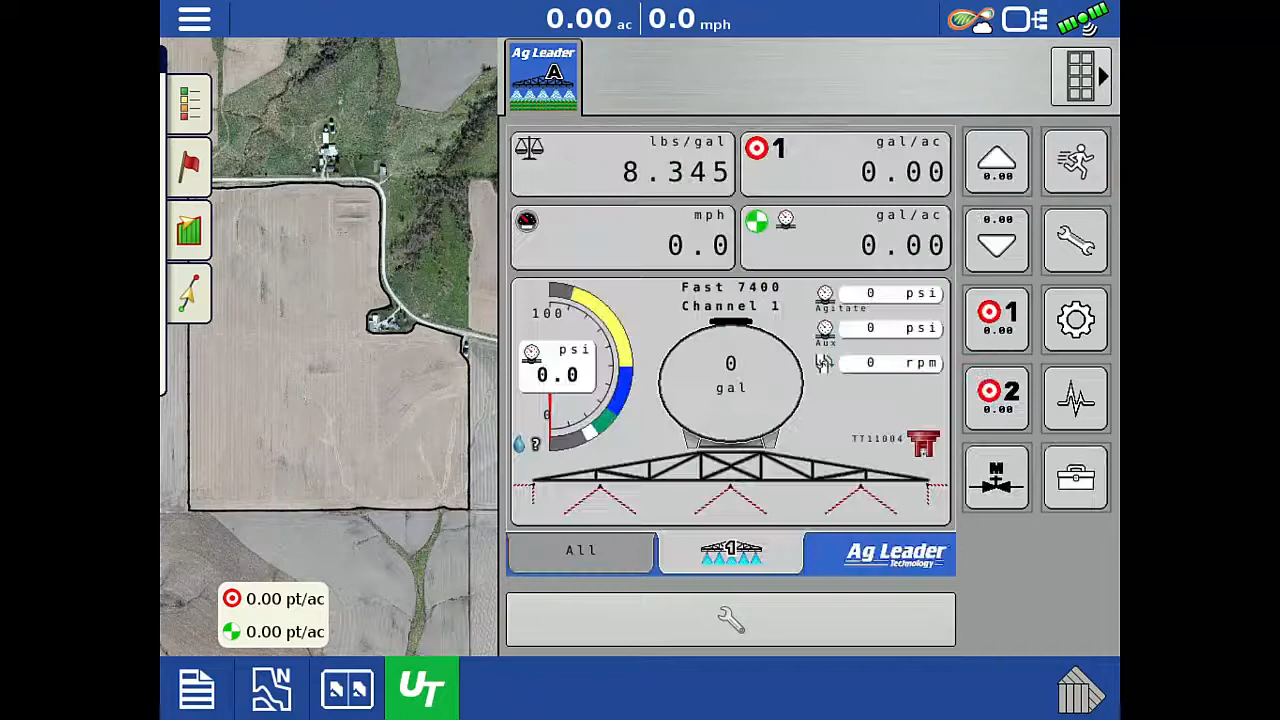 0.00 ac 0.0 mph
N
UT
0.00 pt/ac
0.00 pt/ac
Ag Leader
A
lbs/gal
8.345
1 gal/ac
0.00
mph
0.0
gal/ac
0.00
Fast 7400
Channel 1
100
psi
0.0
0
?
0
gal
0 psi
Agitate
0 psi
Aux
0 rpm
TT11004
All
1
Ag Leader
Technology
0.00
0.00
1
0.00
2
0.00
M